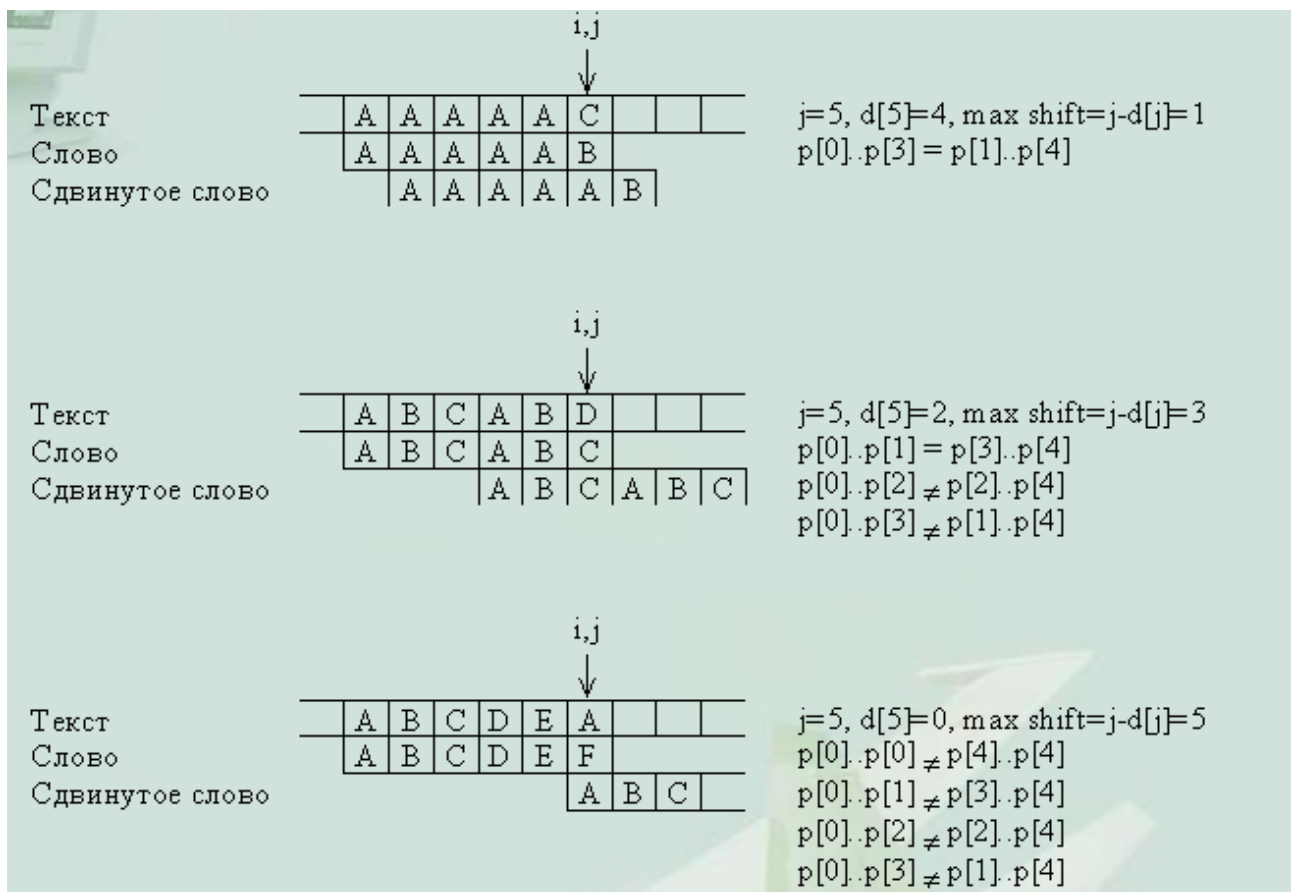 i,j
Текст A A A A A C j=5, d[5]=4, max shift=j-d[j]=1
Слово A A A A A B p[0]..p[3] = p[1]..p[4]
Сдвинутое слово A A A A A B
i,j
Текст A B C A B D j=5, d[5]=2, max shift=j-d[j]=3
Слово A B C A B C p[0]..p[1] = p[3]..p[4]
Сдвинутое слово A B C A B C p[0]..p[2] ≠ p[2]..p[4]
p[0]..p[3] ≠ p[1]..p[4]
i,j
Текст A B C D E A j=5, d[5]=0, max shift=j-d[j]=5
Слово A B C D E F p[0]..p[0] ≠ p[4]..p[4]
Сдвинутое слово A B C p[0]..p[1] ≠ p[3]..p[4]
p[0]..p[2] ≠ p[2]..p[4]
p[0]..p[3] ≠ p[1]..p[4]